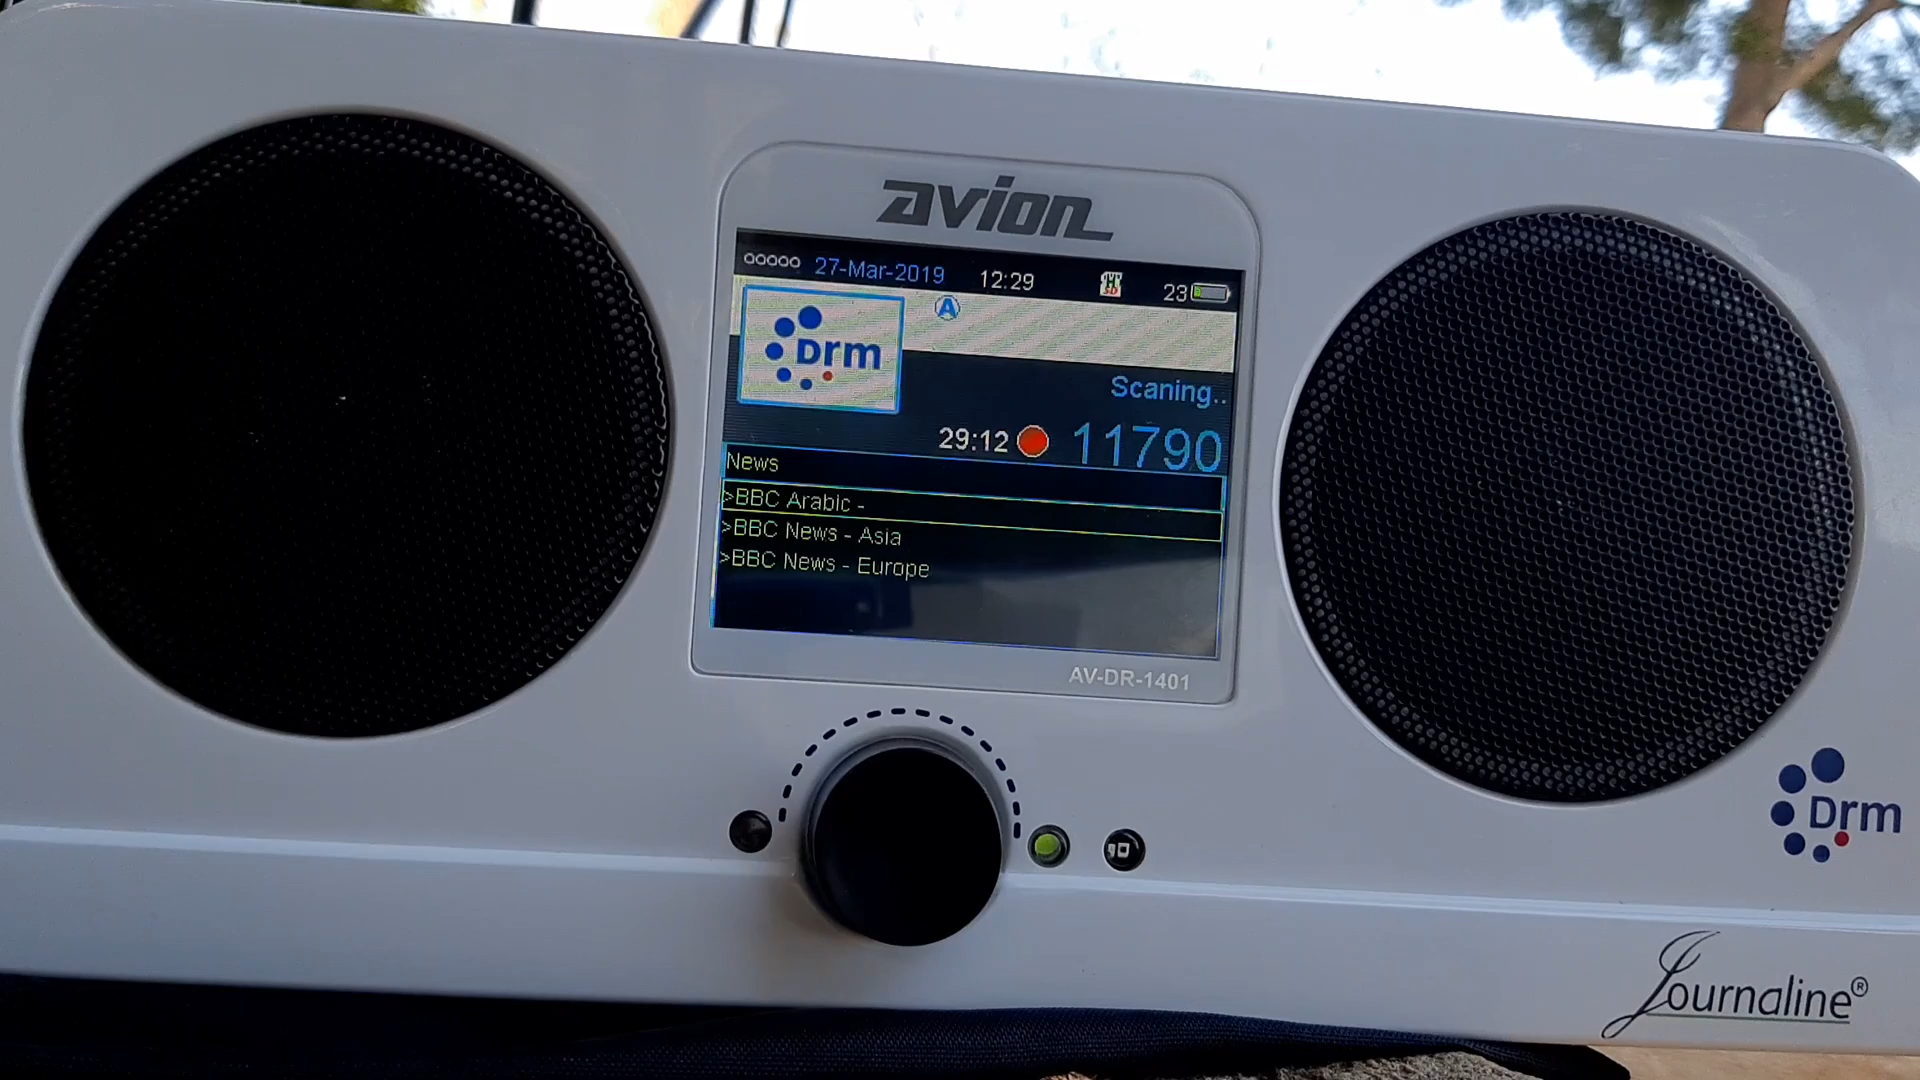 avion
27-Mar-2019 12:29 SD 23
A
Drm
Scaning..
29:12 11790
News
>BBC Arabic -
>BBC News - Asia
>BBC News - Europe
AV-DR-1401
Drm
Journaline®